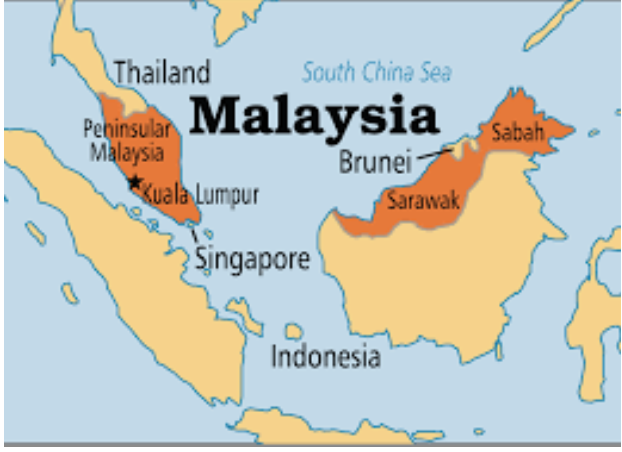 Thailand
South China Sea
Malaysia
Peninsular
Malaysia
Sabah
Brunei
Kuala Lumpur
Sarawak
Singapore
Indonesia